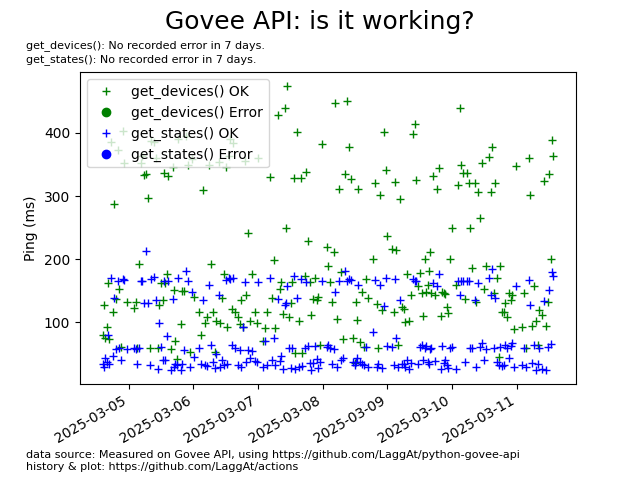 Govee API: is it working?
get_devices(): No recorded error in 7 days.
get_states(): No recorded error in 7 days.
get_devices() OK
get_devices() Error
get_states() OK
get_states() Error
Ping (ms)
400
300
200
100
2025-03-05
2025-03-06
2025-03-07
2025-03-08
2025-03-09
2025-03-10
2025-03-11
data source: Measured on Govee API, using https://github.com/LaggAt/python-govee-api
history & plot: https://github.com/LaggAt/actions